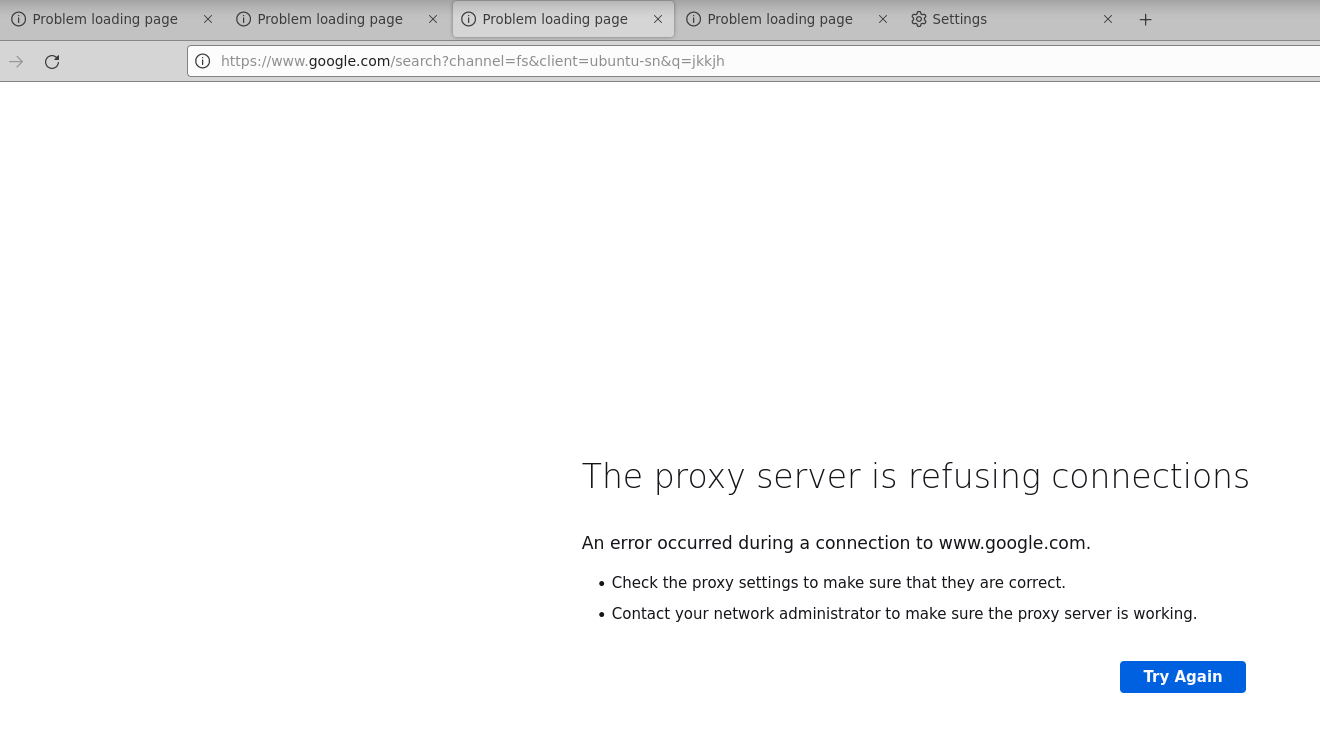 Problem loading page
Problem loading page
Problem loading page
Problem loading page
Settings
https://www.google.com/search?channel=fs&client=ubuntu-sn&q=jkkjh
The proxy server is refusing connections
An error occurred during a connection to www.google.com.
• Check the proxy settings to make sure that they are correct.
• Contact your network administrator to make sure the proxy server is working.
Try Again